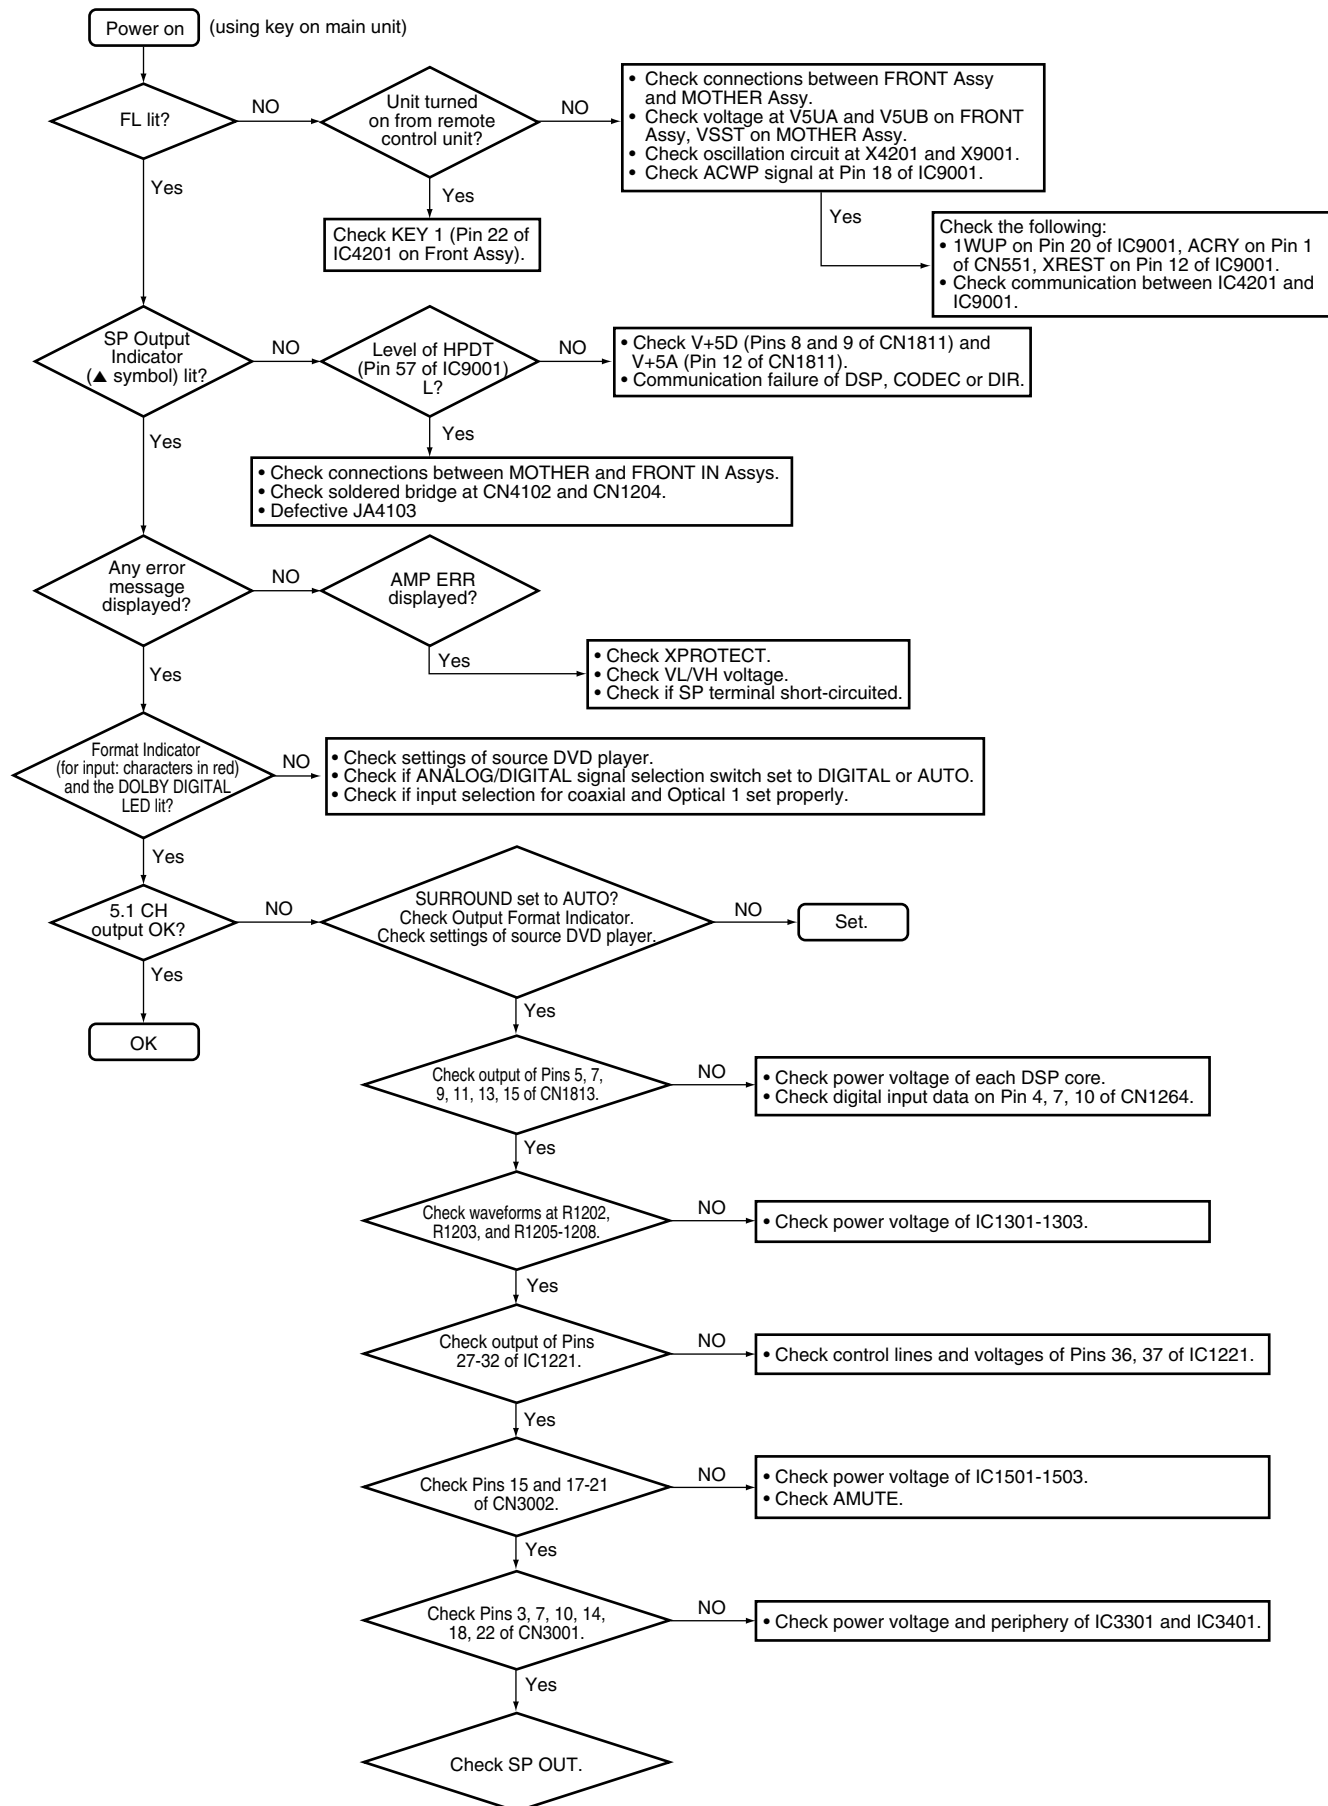 Power on
(using key on main unit)
FL lit?
NO
Unit turned
on from remote
control unit?
NO
• Check connections between FRONT Assy
and MOTHER Assy.
• Check voltage at V5UA and V5UB on FRONT
Assy, VSST on MOTHER Assy.
• Check oscillation circuit at X4201 and X9001.
• Check ACWP signal at Pin 18 of IC9001.
Yes
Yes
Check KEY 1 (Pin 22 of
IC4201 on Front Assy).
Yes
Check the following:
• 1WUP on Pin 20 of IC9001, ACRY on Pin 1
of CN551, XREST on Pin 12 of IC9001.
• Check communication between IC4201 and
IC9001.
SP Output
Indicator
(▲ symbol) lit?
NO
Level of HPDT
(Pin 57 of IC9001)
L?
NO
• Check V+5D (Pins 8 and 9 of CN1811) and
V+5A (Pin 12 of CN1811).
• Communication failure of DSP, CODEC or DIR.
Yes
Yes
• Check connections between MOTHER and FRONT IN Assys.
• Check soldered bridge at CN4102 and CN1204.
• Defective JA4103
Any error
message
displayed?
NO
AMP ERR
displayed?
Yes
Yes
• Check XPROTECT.
• Check VL/VH voltage.
• Check if SP terminal short-circuited.
Format Indicator
(for input: characters in red)
and the DOLBY DIGITAL
LED lit?
NO
• Check settings of source DVD player.
• Check if ANALOG/DIGITAL signal selection switch set to DIGITAL or AUTO.
• Check if input selection for coaxial and Optical 1 set properly.
Yes
5.1 CH
output OK?
NO
SURROUND set to AUTO?
Check Output Format Indicator.
Check settings of source DVD player.
NO
Set.
Yes
OK
Yes
Check output of Pins 5, 7,
9, 11, 13, 15 of CN1813.
NO
• Check power voltage of each DSP core.
• Check digital input data on Pin 4, 7, 10 of CN1264.
Yes
Check waveforms at R1202,
R1203, and R1205-1208.
NO
• Check power voltage of IC1301-1303.
Yes
Check output of Pins
27-32 of IC1221.
NO
• Check control lines and voltages of Pins 36, 37 of IC1221.
Yes
Check Pins 15 and 17-21
of CN3002.
NO
• Check power voltage of IC1501-1503.
• Check AMUTE.
Yes
Check Pins 3, 7, 10, 14,
18, 22 of CN3001.
NO
• Check power voltage and periphery of IC3301 and IC3401.
Yes
Check SP OUT.